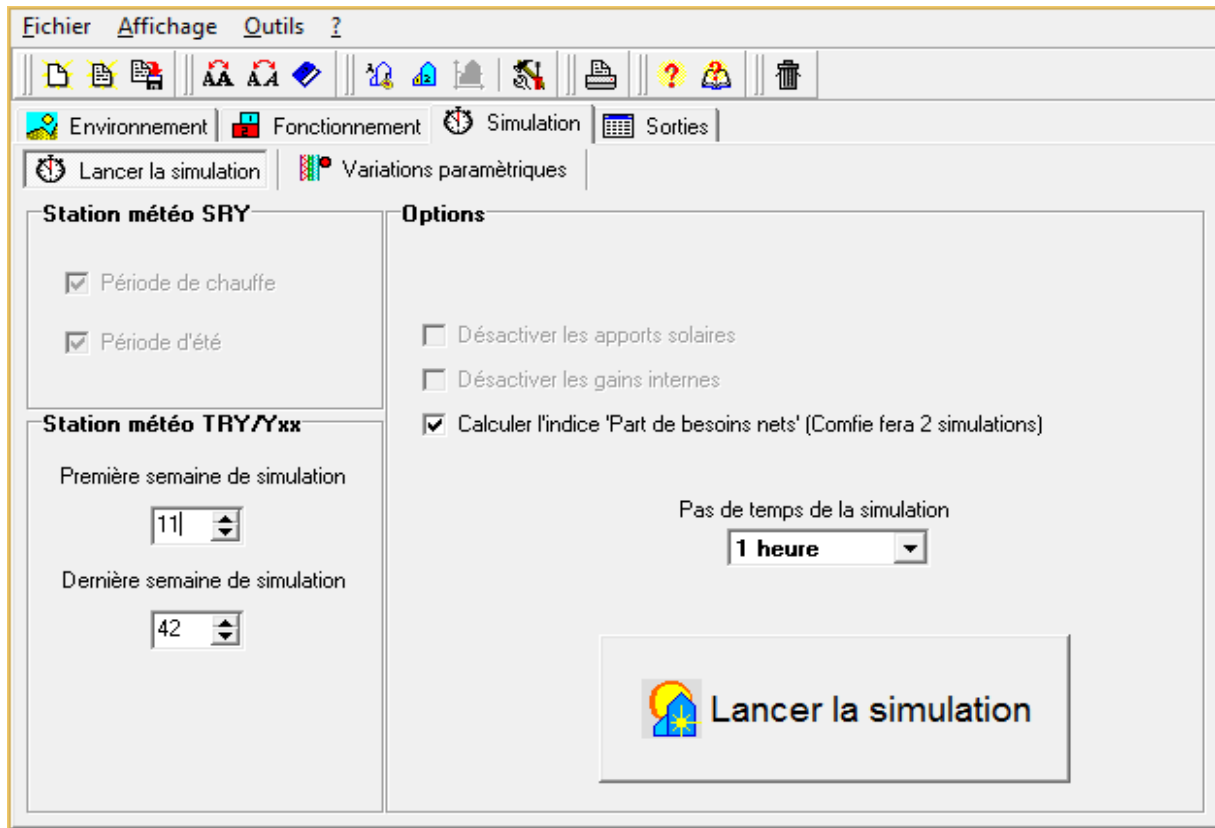 Fichier Affichage Outils ?
Environnement Fonctionnement Simulation Sorties
Lancer la simulation Variations paramètriques
Station météo SRY
Période de chauffe
Période d'été
Station météo TRY/Yxx
Première semaine de simulation
11
Dernière semaine de simulation
42
Options
Désactiver les apports solaires
Désactiver les gains internes
Calculer l'indice 'Part de besoins nets' (Comfie fera 2 simulations)
Pas de temps de la simulation
1 heure
Lancer la simulation